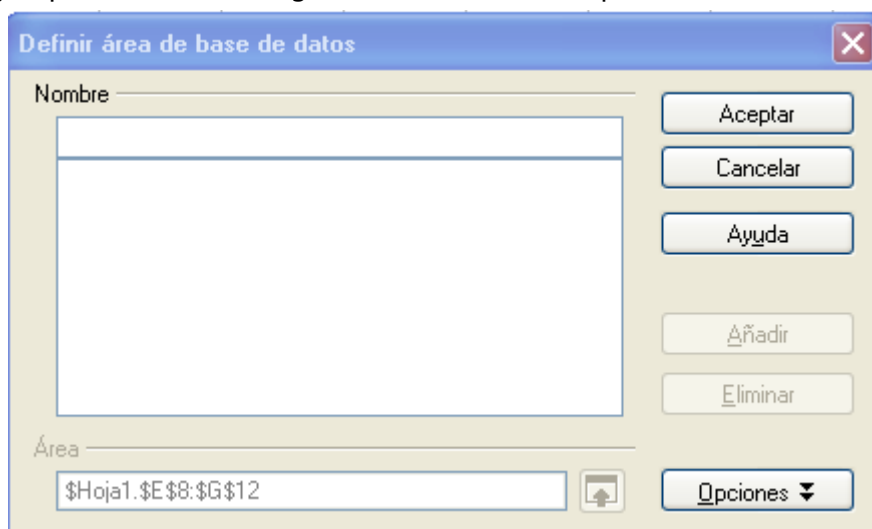 Definir área de base de datos
Nombre
Aceptar
Cancelar
Ayuda
Añadir
Eliminar
Área
$Hoja1.$E$8:$G$12
Opciones